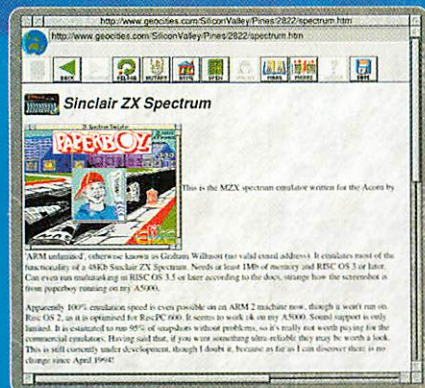 http://www.geocities.com/SiliconValley/Pines/2822/spectrum.htm
http://www.geocities.com/SiliconValley/Pines/2822/spectrum.htm
BACK RELOAD HOME OPEN SAVE
Sinclair ZX Spectrum
PAPERBOY
This is the MZX spectrum emulator written for the Acorn by
'ARM unlimited', otherwise known as Graham Willmott (no valid email address). It emulates most of the
functionality of a 48Kb Sinclair ZX Spectrum. Needs at least 1Mb of memory and RISC OS 3 or later.
Can even run multitasking in RISC OS 3.5 or later according to the docs, strange how the screenshot is
from paperboy running on my A5000.
Apparently 100% emulation speed is even possible on an ARM 2 machine now, though a won't run on
Risc OS 2, as it is optimised for RiscPC 600. It seems to work ok on my A5000. Sound support is only
limited. It is estimated to run 95% of snapshots without problems, so it's really not worth paying for the
commercial emulators. Having said that, if you want something ultra-reliable they may be worth a look.
This is still currently under development, though I doubt it, because as far as I can discover there is no
change since April 1994!